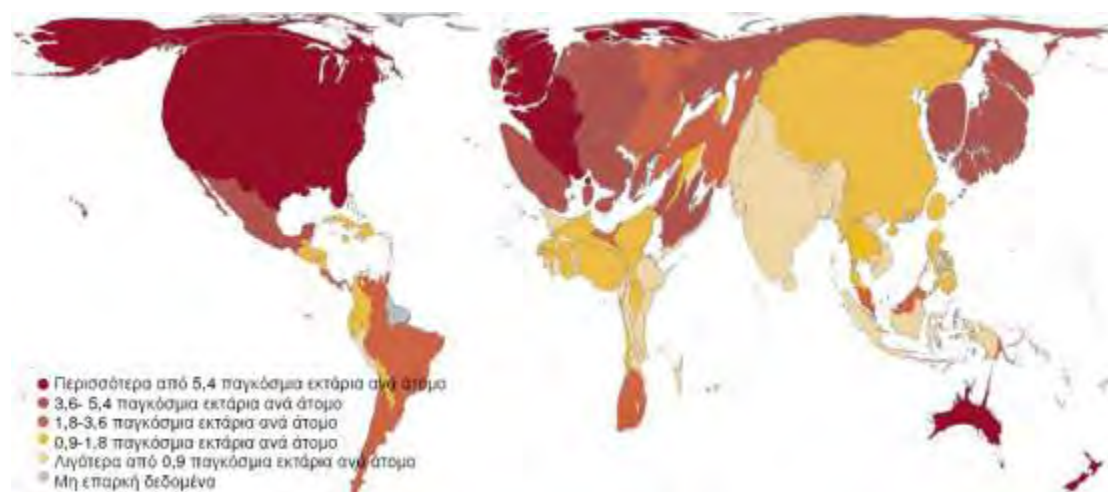 Περισσότερα από 5,4 παγκόσμια εκτάρια ανά άτομο
3,6- 5,4 παγκόσμια εκτάρια ανά άτομο
1,8-3,6 παγκόσμια εκτάρια ανά άτομο
0,9-1,8 παγκόσμια εκτάρια ανά άτομο
Λιγότερα από 0,9 παγκόσμια εκτάρια ανά άτομο
Μη επαρκή δεδομένα